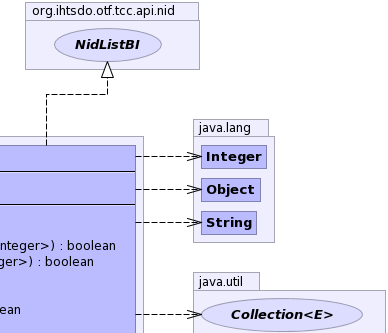 org.ihtsdo.otf.tcc.api.nid
NidListBI
java.lang
Integer
Object
String
nteger>) : boolean
ger>) : boolean
ean
java.util
Collection<E>